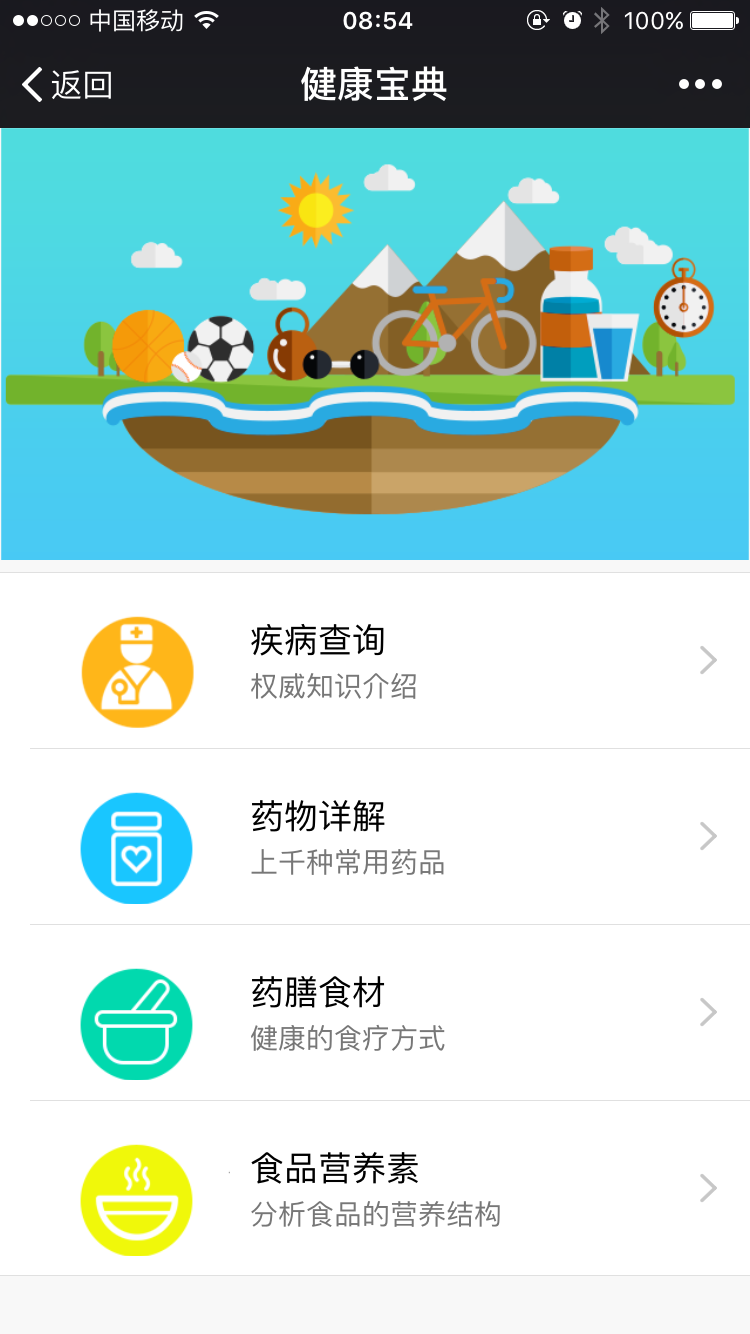 中国移动 08:54 100%
返回 健康宝典
疾病查询
权威知识介绍
药物详解
上千种常用药品
药膳食材
健康的食疗方式
食品营养素
分析食品的营养结构